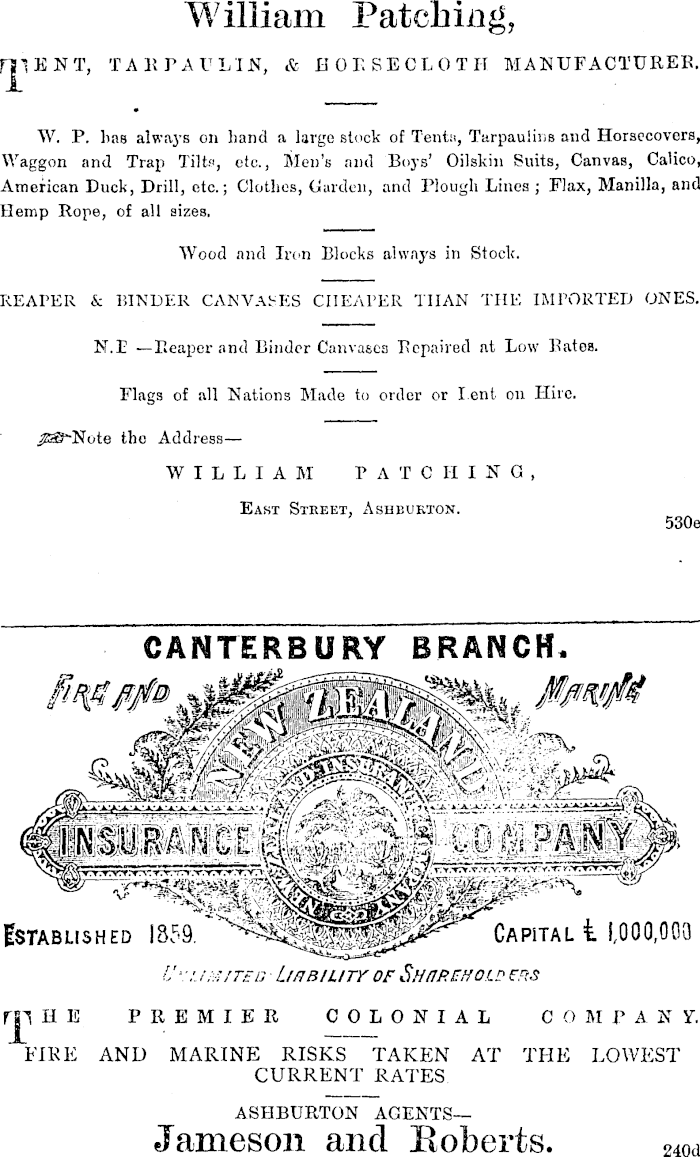 William Patching,
TENT, TARPAULIN, & HORSECLOTH MANUFACTURER.
W. P. has always on hand a large stock of Tents, Tarpaulins and Horsecovers,
Waggon and Trap Tilts, etc., Men's and Boys' Oilskin Suits, Canvas, Calico,
American Duck, Drill, etc.; Clothes, Garden, and Plough Lines; Flax, Manilla, and
Hemp Rope, of all sizes.
Wood and Iron Blocks always in Stock.
REAPER & BINDER CANVASES CHEAPER THAN THE IMPORTED ONES.
N.B —Reaper and Binder Canvases Repaired at Low Rates.
Flags of all Nations Made to order or Lent on Hire.
☞Note the Address—
WILLIAM PATCHING,
EAST STREET, ASHBURTON.
530e
CANTERBURY BRANCH.
FIRE AND MARINE
NEW ZEALAND
NEW ZEALAND INSURANCE COMPANY
INSURANCE COMPANY
ESTABLISHED 1859. CAPITAL £ 1,000,000
UNLIMITED LIABILITY OF SHAREHOLDERS
THE PREMIER COLONIAL COMPANY.
FIRE AND MARINE RISKS TAKEN AT THE LOWEST
CURRENT RATES
ASHBURTON AGENTS—
Jameson and Roberts.
240d